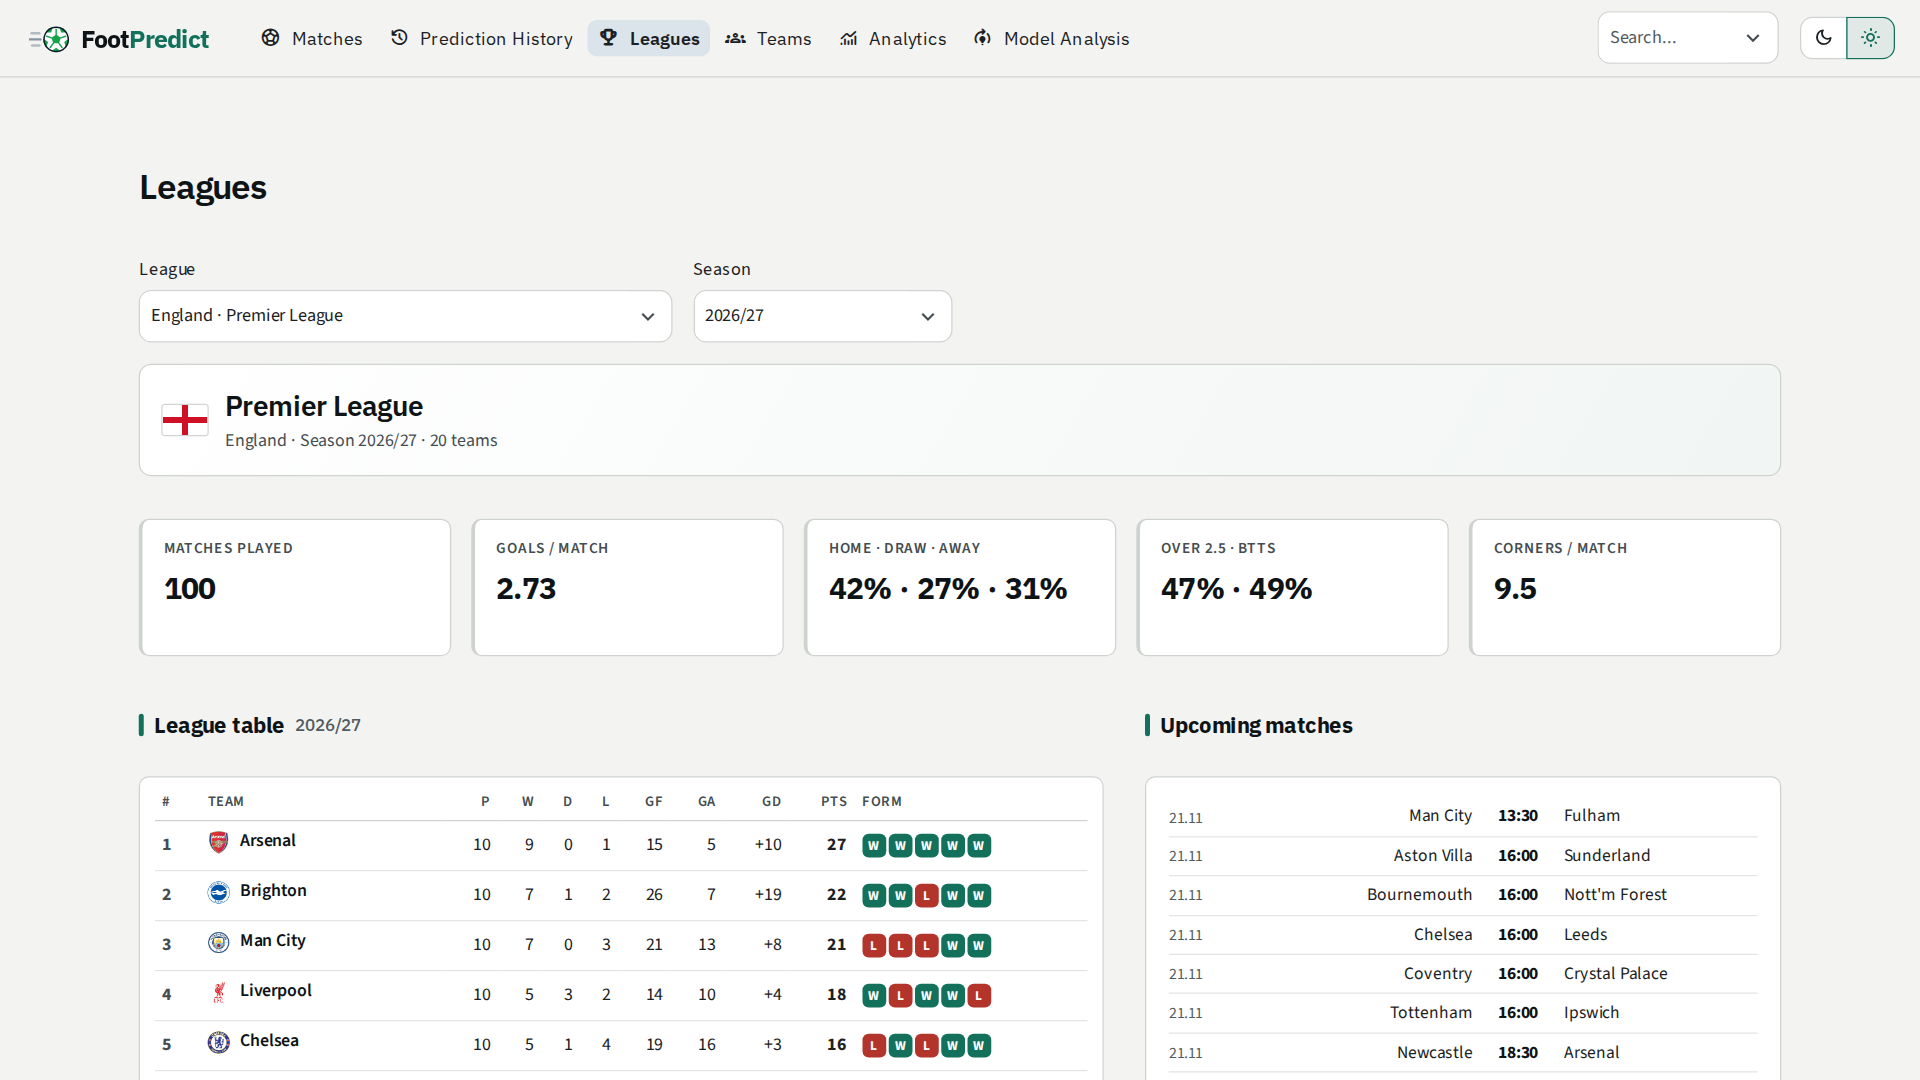 FootPredict
Matches
Prediction History
Leagues
Teams
Analytics
Model Analysis
Search...
Leagues
League
Season
England · Premier League
2026/27
Premier League
England · Season 2026/27 · 20 teams
MATCHES PLAYED
100
GOALS / MATCH
2.73
HOME · DRAW · AWAY
42% · 27% · 31%
OVER 2.5 · BTTS
47% · 49%
CORNERS / MATCH
9.5
League table 2026/27
# TEAM P W D L GF GA GD PTS FORM
1 Arsenal 10 9 0 1 15 5 +10 27 W W W W W
2 Brighton 10 7 1 2 26 7 +19 22 W W L W W
3 Man City 10 7 0 3 21 13 +8 21 L L L W W
4 Liverpool 10 5 3 2 14 10 +4 18 W L W W L
5 Chelsea 10 5 1 4 19 16 +3 16 L W L W W
Upcoming matches
21.11 Man City 13:30 Fulham
21.11 Aston Villa 16:00 Sunderland
21.11 Bournemouth 16:00 Nott'm Forest
21.11 Chelsea 16:00 Leeds
21.11 Coventry 16:00 Crystal Palace
21.11 Tottenham 16:00 Ipswich
21.11 Newcastle 18:30 Arsenal